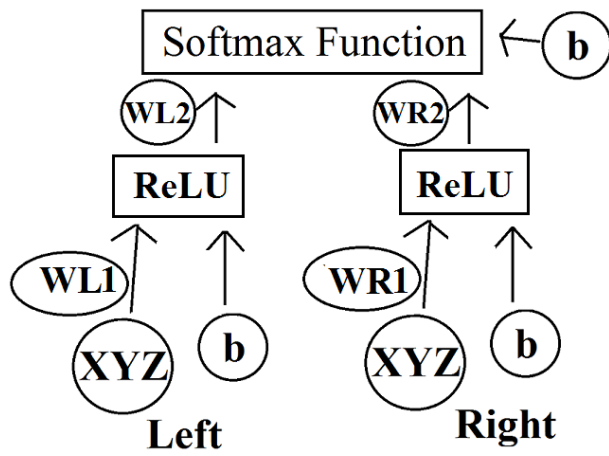 Softmax Function
b
WL2
WR2
ReLU
ReLU
WL1
WR1
XYZ
b
XYZ
b
Left
Right